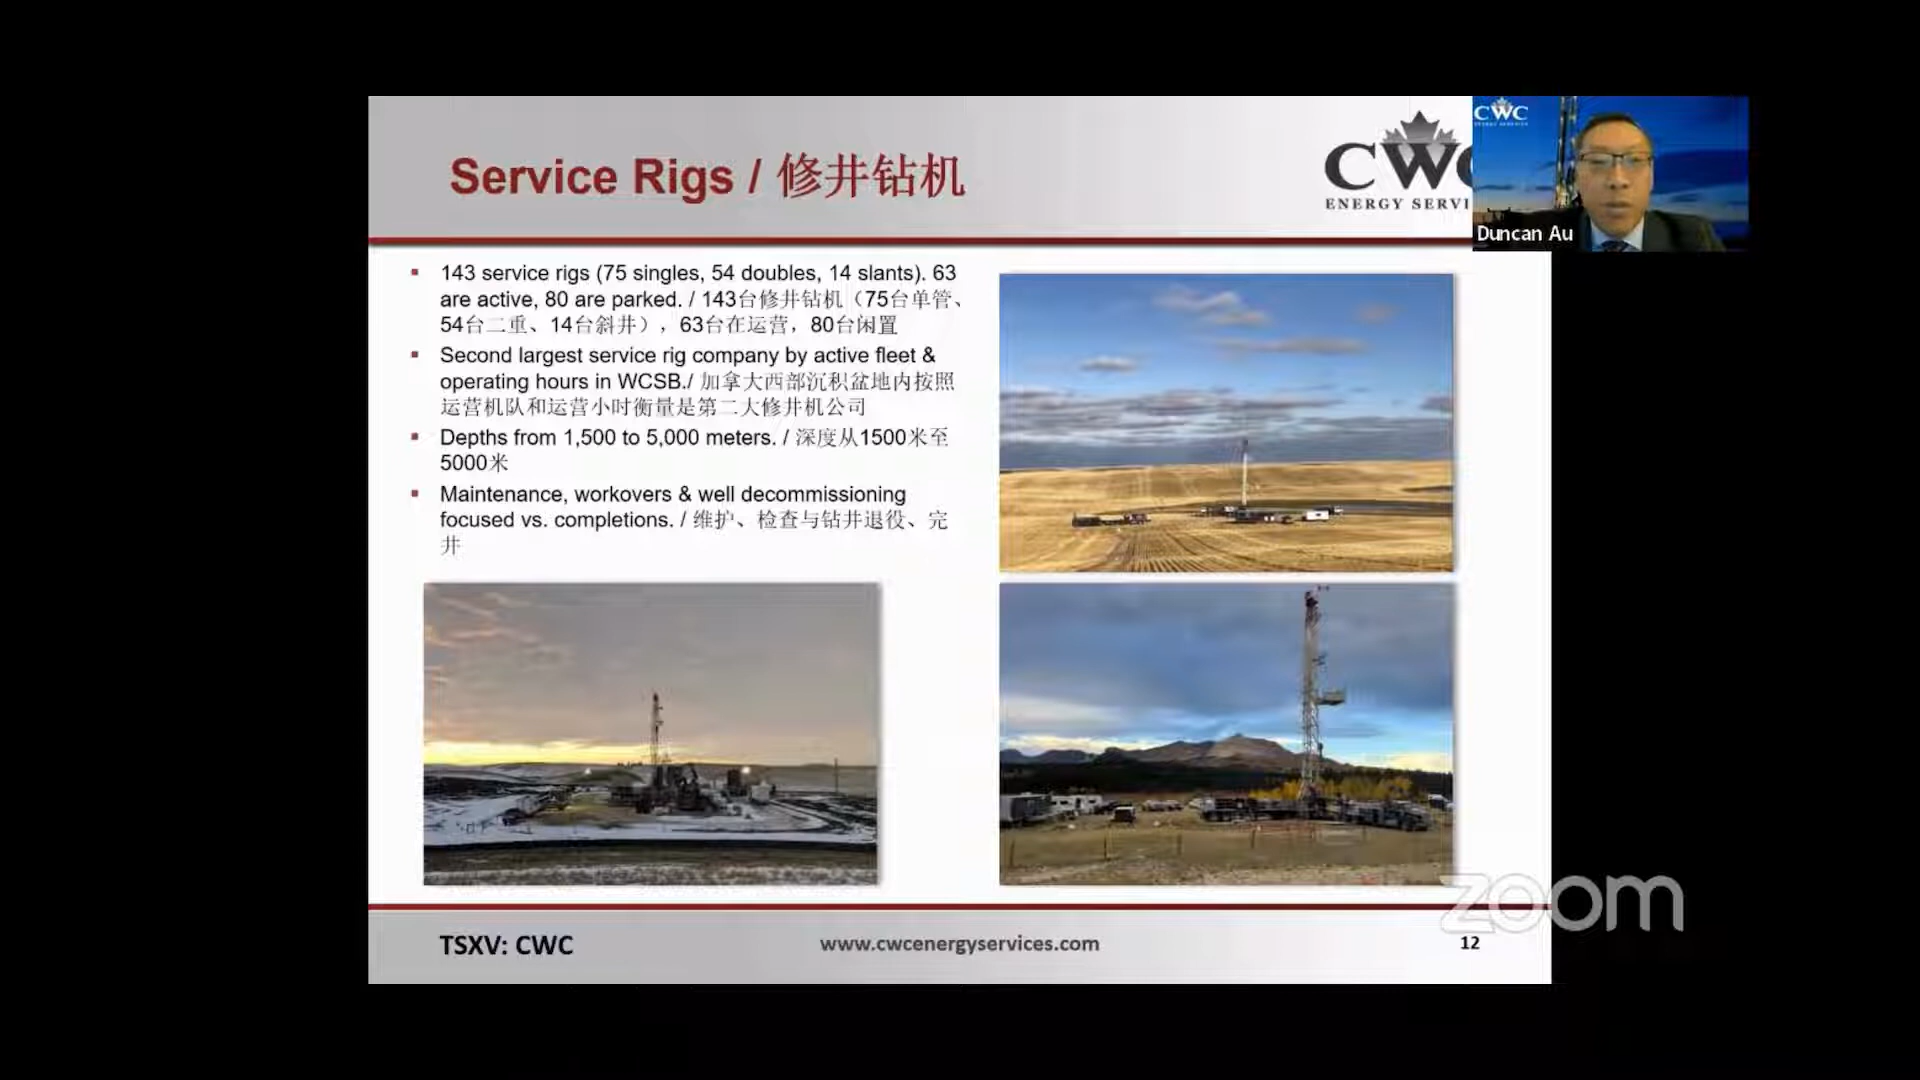 Service Rigs / 修井钻机
CWC
ENERGY SERVI
CWC
Duncan Au
143 service rigs (75 singles, 54 doubles, 14 slants). 63
are active, 80 are parked. / 143台修井钻机（75台单管、
54台二重、14台斜井），63台在运营，80台闲置
Second largest service rig company by active fleet &
operating hours in WCSB./ 加拿大西部沉积盆地内按照
运营机队和运营小时衡量是第二大修井机公司
Depths from 1,500 to 5,000 meters. / 深度从1500米至
5000米
Maintenance, workovers & well decommissioning
focused vs. completions. / 维护、检查与钻井退役、完
井
zoom
TSXV: CWC
www.cwcenergyservices.com
12